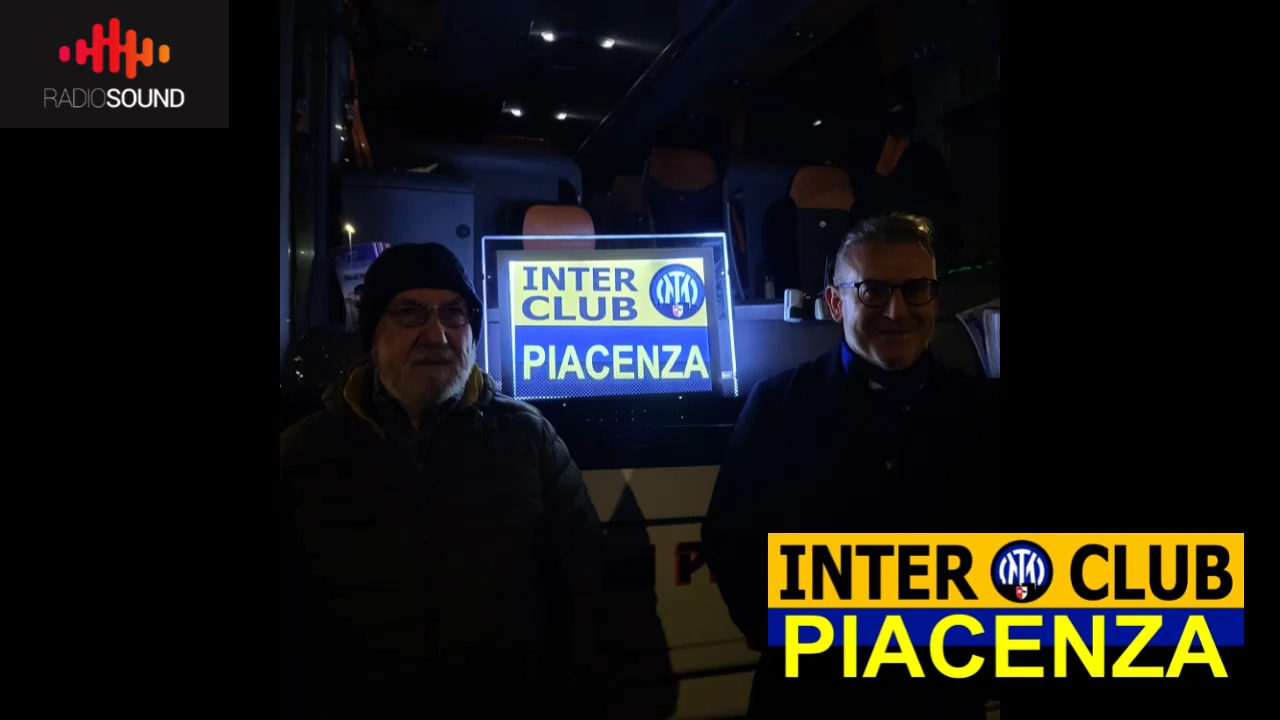 RADIOSOUND
INTER
CLUB
PIACENZA
INTER CLUB
PIACENZA